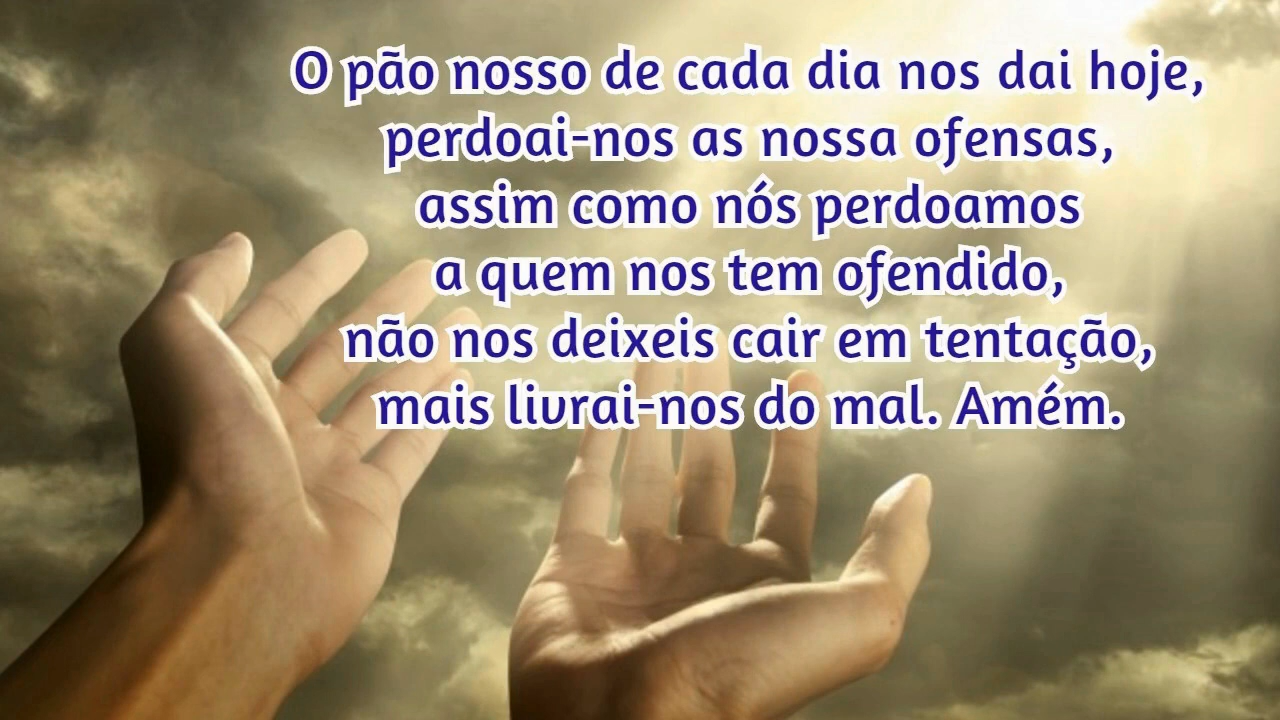 O pão nosso de cada dia nos dai hoje,
perdoai-nos as nossa ofensas,
assim como nós perdoamos
a quem nos tem ofendido,
não nos deixeis cair em tentação,
mais livrai-nos do mal. Amém.